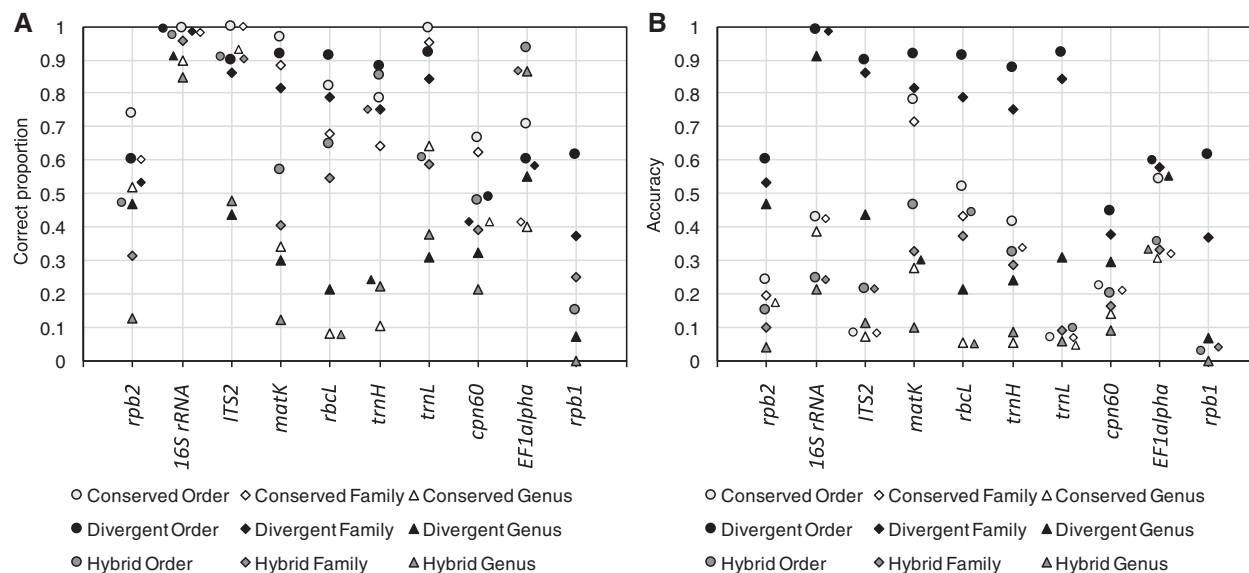 A
Correct proportion
1
0.9
0.8
0.7
0.6
0.5
0.4
0.3
0.2
0.1
0
rpb2
16S rRNA
ITS2
matK
rbcL
trnH
trnL
cpn60
EF1alpha
rpb1
Conserved Order Conserved Family Conserved Genus
Divergent Order Divergent Family Divergent Genus
Hybrid Order Hybrid Family Hybrid Genus
B
Accuracy
1
0.9
0.8
0.7
0.6
0.5
0.4
0.3
0.2
0.1
0
rpb2
16S rRNA
ITS2
matK
rbcL
trnH
trnL
cpn60
EF1alpha
rpb1
Conserved Order Conserved Family Conserved Genus
Divergent Order Divergent Family Divergent Genus
Hybrid Order Hybrid Family Hybrid Genus